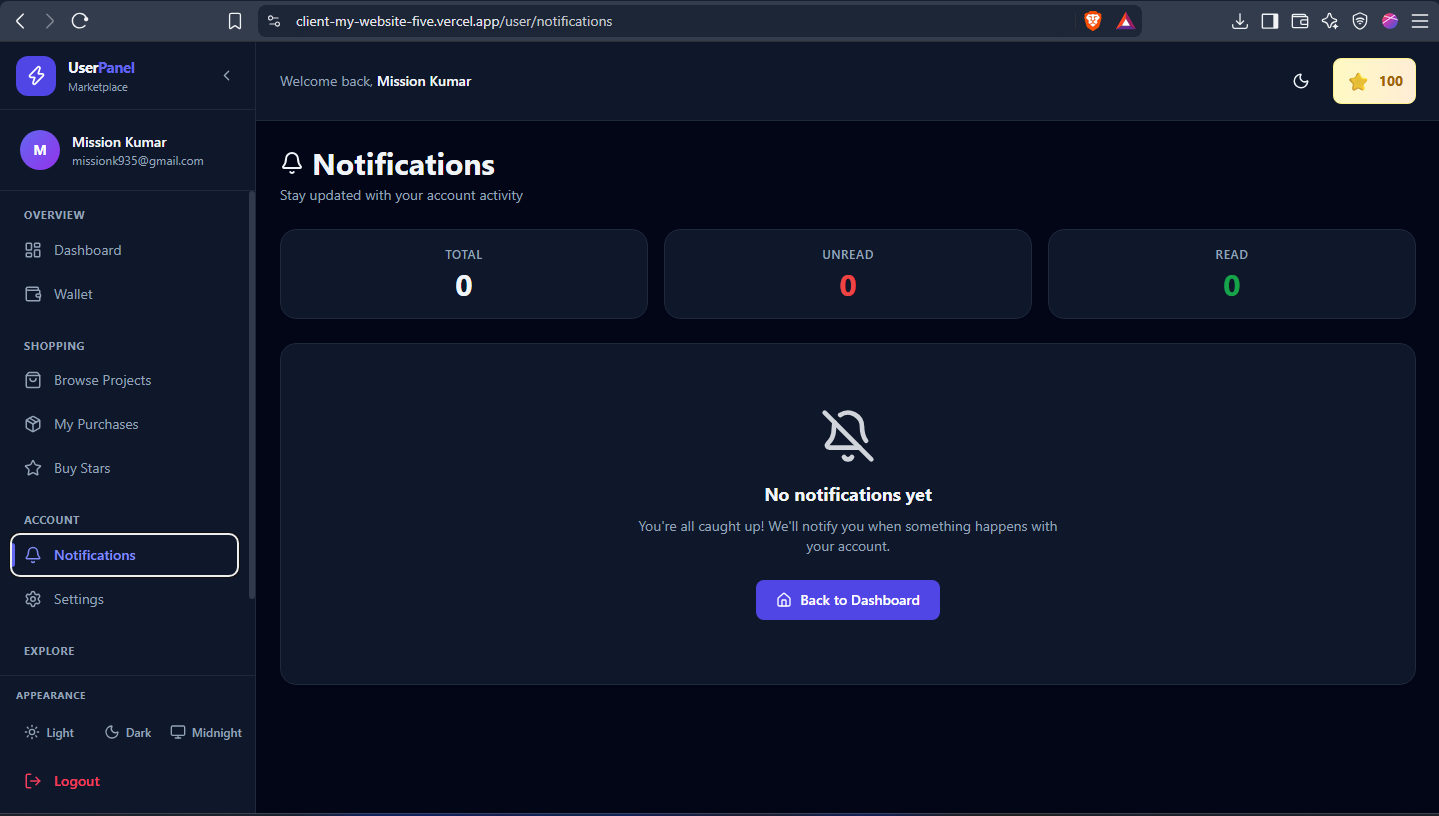 client-my-website-five.vercel.app/user/notifications
UserPanel
Marketplace
Welcome back, Mission Kumar
100
M
Mission Kumar
missionk935@gmail.com
OVERVIEW
Dashboard
Wallet
SHOPPING
Browse Projects
My Purchases
Buy Stars
ACCOUNT
Notifications
Settings
EXPLORE
APPEARANCE
Light
Dark
Midnight
Logout
Notifications
Stay updated with your account activity
TOTAL
0
UNREAD
0
READ
0
No notifications yet
You're all caught up! We'll notify you when something happens with
your account.
Back to Dashboard